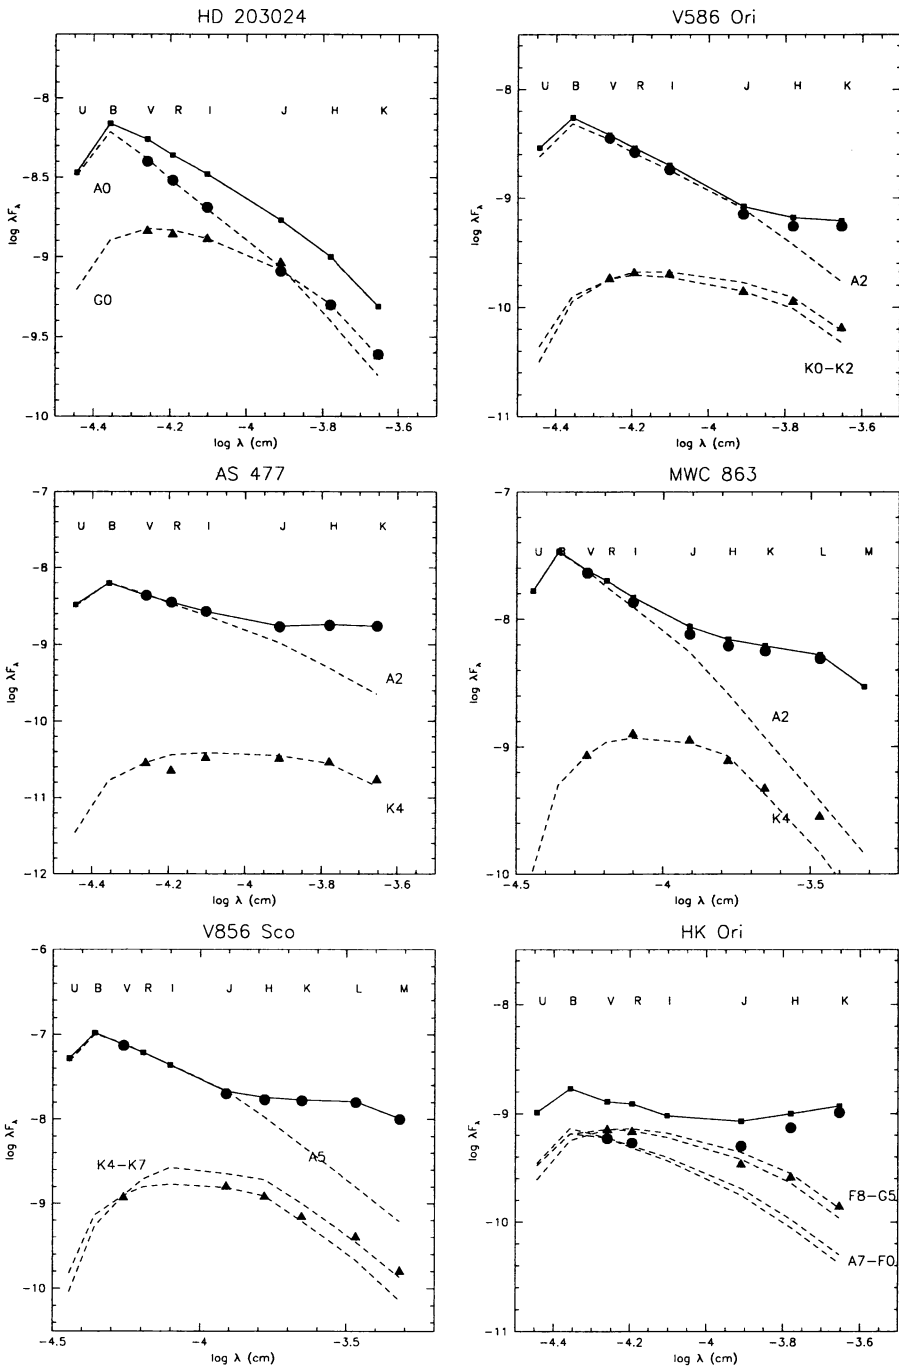 HD 203024
−8
−8.5
−9
−9.5
−10
U B V R I J H K
A0
G0
log λF_λ
−4.4 −4.2 −4 −3.8 −3.6
log λ (cm)
V586 Ori
−8
−9
−10
−11
U B V R I J H K
A2
K0−K2
log λF_λ
−4.4 −4.2 −4 −3.8 −3.6
log λ (cm)
AS 477
−7
−8
−9
−10
−11
−12
U B V R I J H K
A2
K4
log λF_λ
−4.4 −4.2 −4 −3.8 −3.6
log λ (cm)
MWC 863
−7
−8
−9
−10
U B V R I J H K L M
A2
K4
log λF_λ
−4.5 −4 −3.5
log λ (cm)
V856 Sco
−6
−7
−8
−9
−10
U B V R I J H K L M
K4−K7
A5
log λF_λ
−4.5 −4 −3.5
log λ (cm)
HK Ori
−8
−9
−10
−11
U B V R I J H K
F8−G5
A7−F0
log λF_λ
−4.4 −4.2 −4 −3.8 −3.6
log λ (cm)